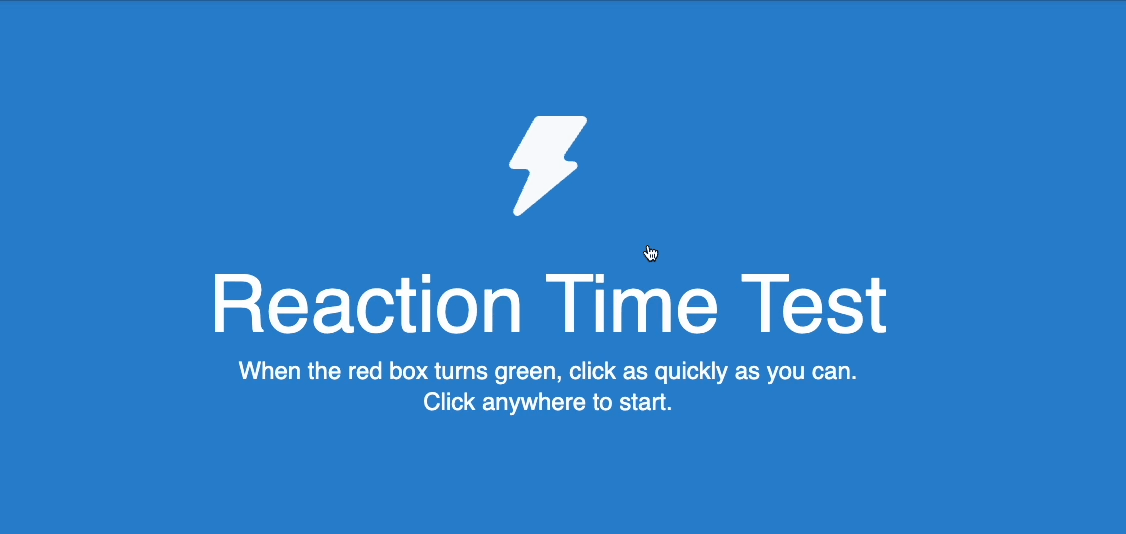 Reaction Time Test
When the red box turns green, click as quickly as you can.
Click anywhere to start.